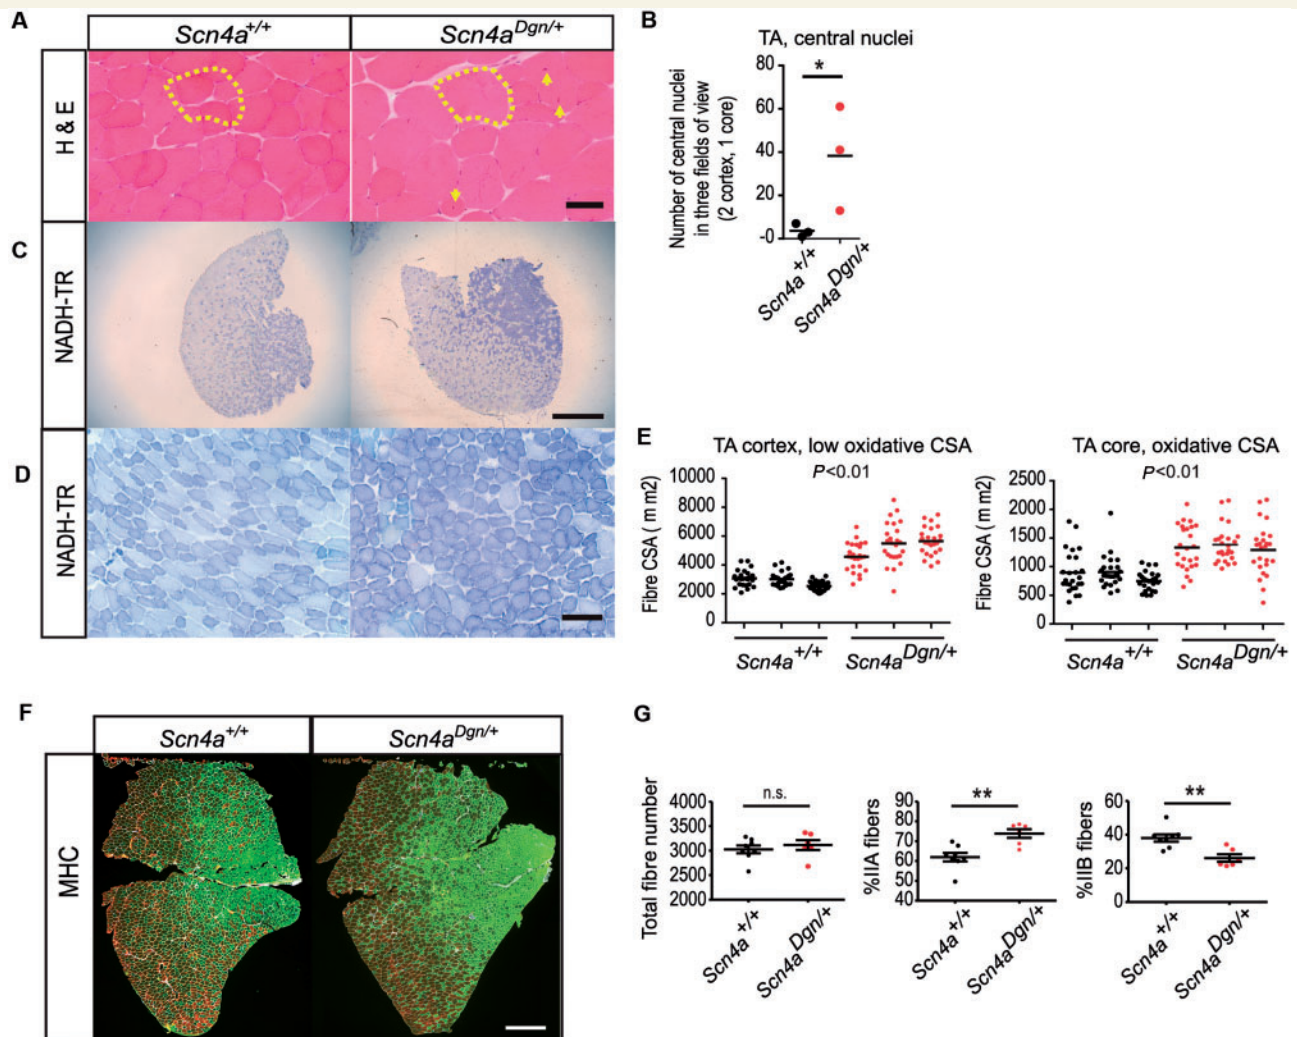 A
Scn4a+/+
Scn4aDgn/+
H & E
C
NADH-TR
D
NADH-TR
B
TA, central nuclei
*
Number of central nuclei
in three fields of view
(2 cortex, 1 core)
80
60
40
20
-0
Scn4a+/+
Scn4aDgn/+
E
TA cortex, low oxidative CSA
P<0.01
Fibre CSA ( m m2)
10000
8000
6000
4000
2000
0
Scn4a+/+
Scn4aDgn/+
TA core, oxidative CSA
P<0.01
Fibre CSA ( m m2)
2500
2000
1500
1000
500
0
Scn4a+/+
Scn4aDgn/+
F
Scn4a+/+
Scn4aDgn/+
MHC
G
n.s.
Total fibre number
4000
3500
3000
2500
2000
Scn4a+/+
Scn4aDgn/+
**
%IIA fibers
90
80
70
60
50
40
Scn4a+/+
Scn4aDgn/+
**
%IIB fibers
60
40
20
0
Scn4a+/+
Scn4aDgn/+